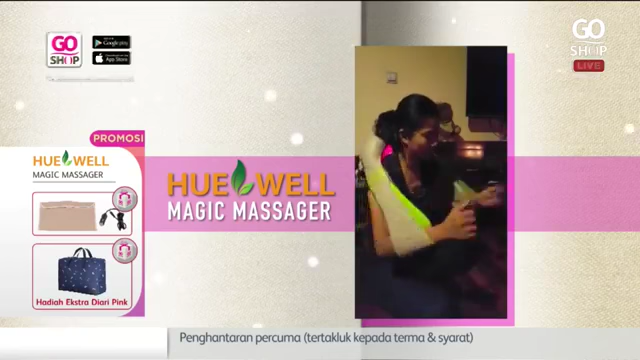 GO
SHOP
Google play
App Store
GO
SHOP
LIVE
PROMOSI
HUE WELL
MAGIC MASSAGER
HUE WELL
MAGIC MASSAGER
Hadiah Ekstra Diari Pink
Penghantaran percuma (tertakluk kepada terma & syarat)